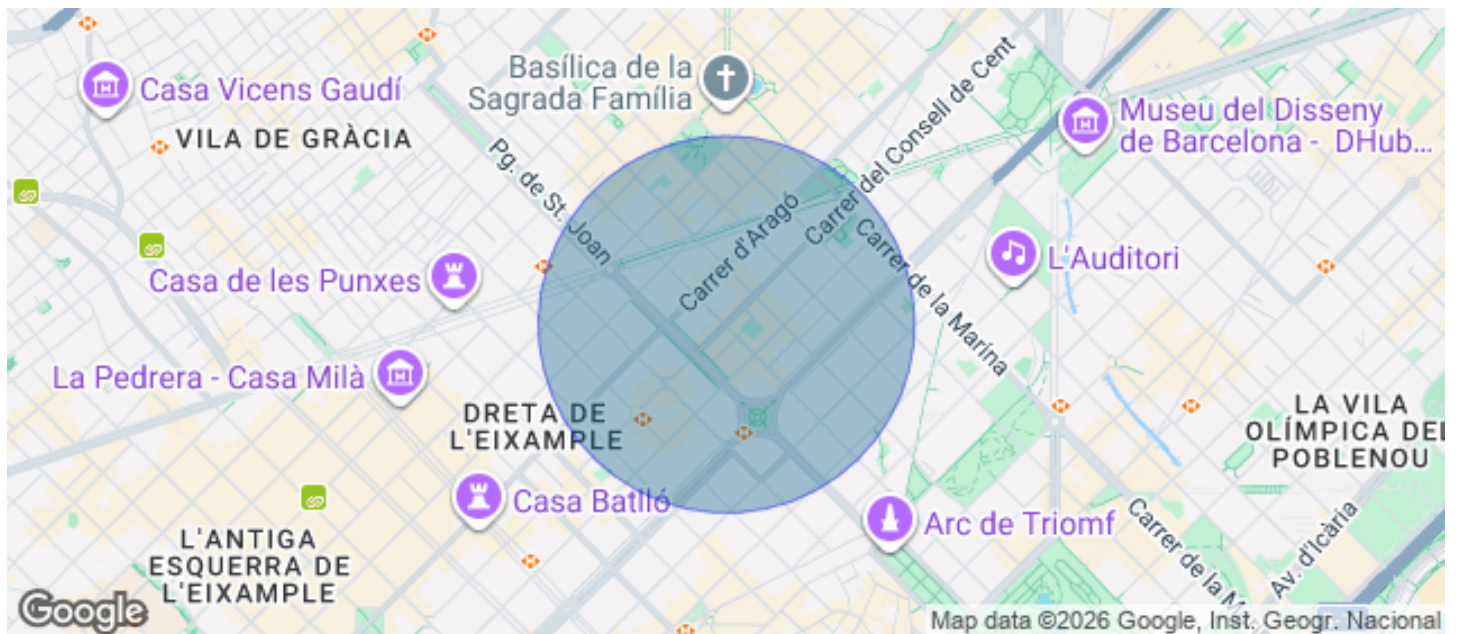 Basílica de la
Sagrada Família
Casa Vicens Gaudí
VILA DE GRÀCIA
Museu del Disseny
de Barcelona - DHub...
Carrer del Consell de Cent
Pg. de St. Joan
Carrer d'Aragó
Carrer de la Marina
L'Auditori
Casa de les Punxes
La Pedrera - Casa Milà
DRETA DE
L'EIXAMPLE
LA VILA
OLÍMPICA DEL
POBLENOU
Casa Batlló
Arc de Triomf
L'ANTIGA
ESQUERRA DE
L'EIXAMPLE
Carrer de la M
Av. d'Icària
Google
Map data ©2026 Google, Inst. Geogr. Nacional